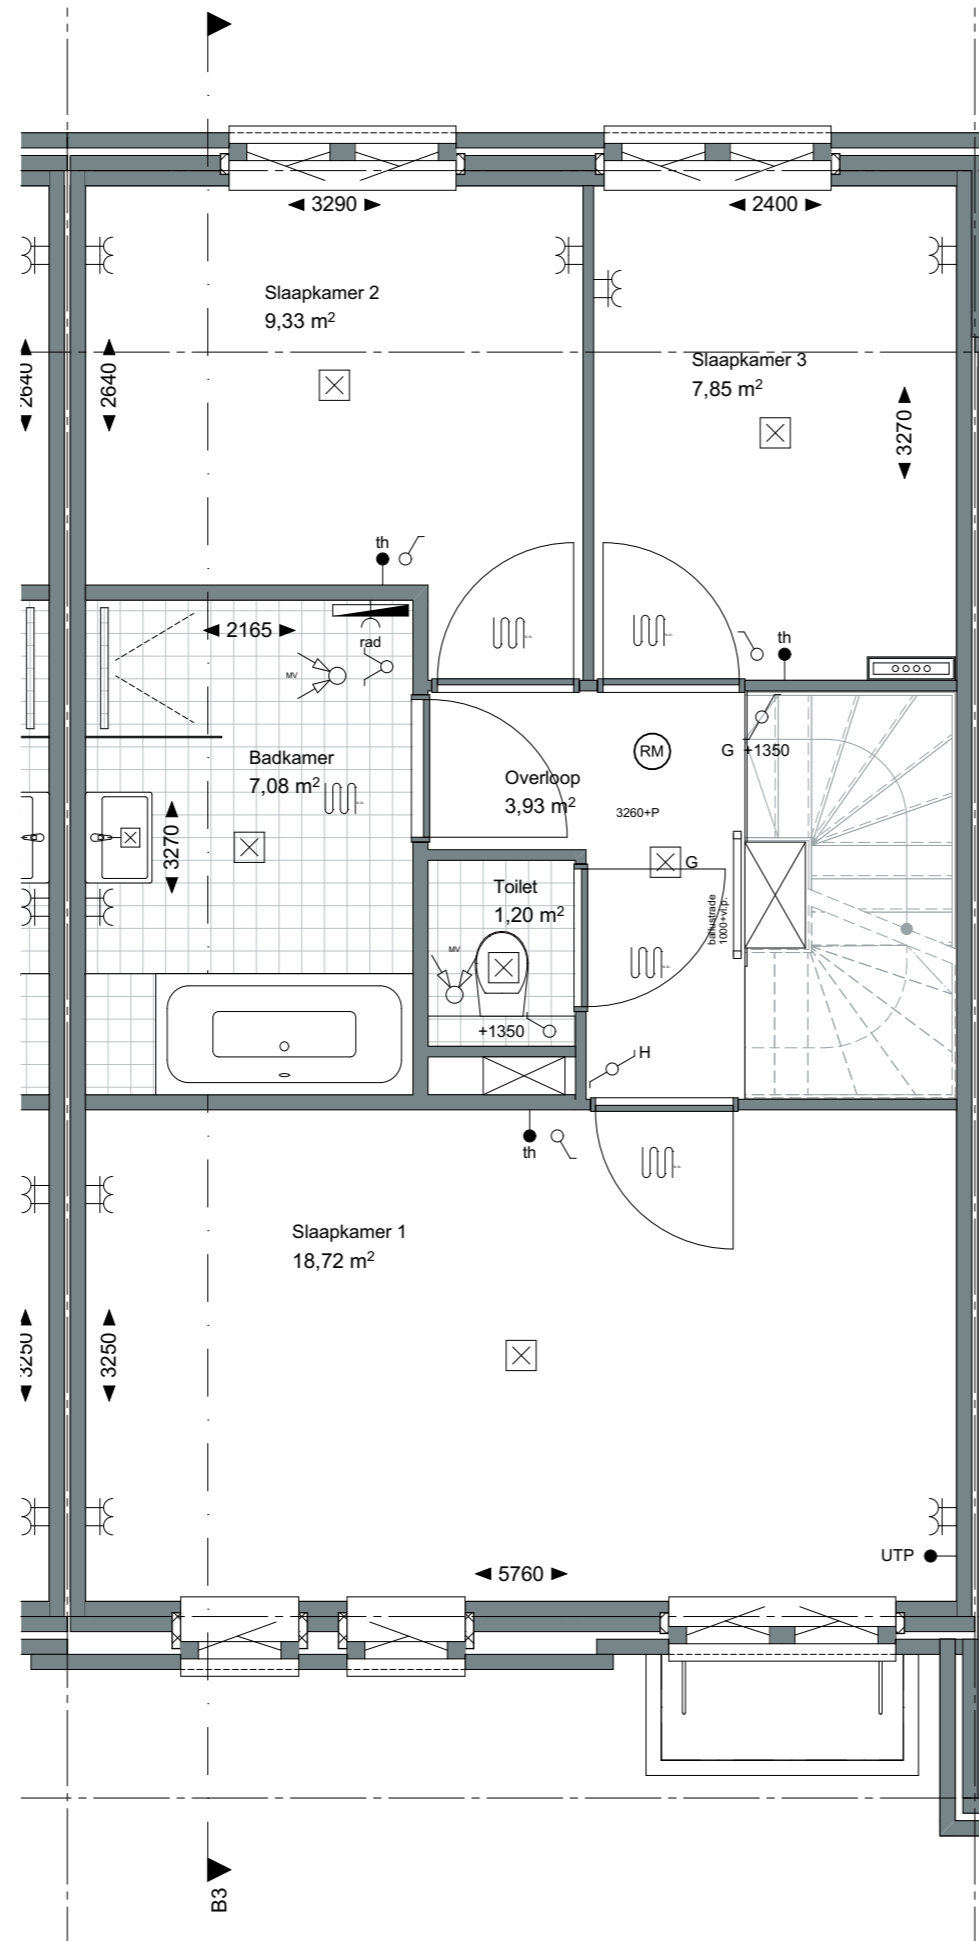 3290
2400
Slaapkamer 2
9,33 m²
Slaapkamer 3
7,85 m²
2640
2640
3270
th
2165
rad
th
MV
Badkamer
7,08 m²
RM
G +1350
Overloop
3,93 m²
3260+P
3270
G
Toilet
1,20 m²
balustrade
1000+vl.p.
MV
+1350
H
th
Slaapkamer 1
18,72 m²
3250
3250
UTP
5760
B3